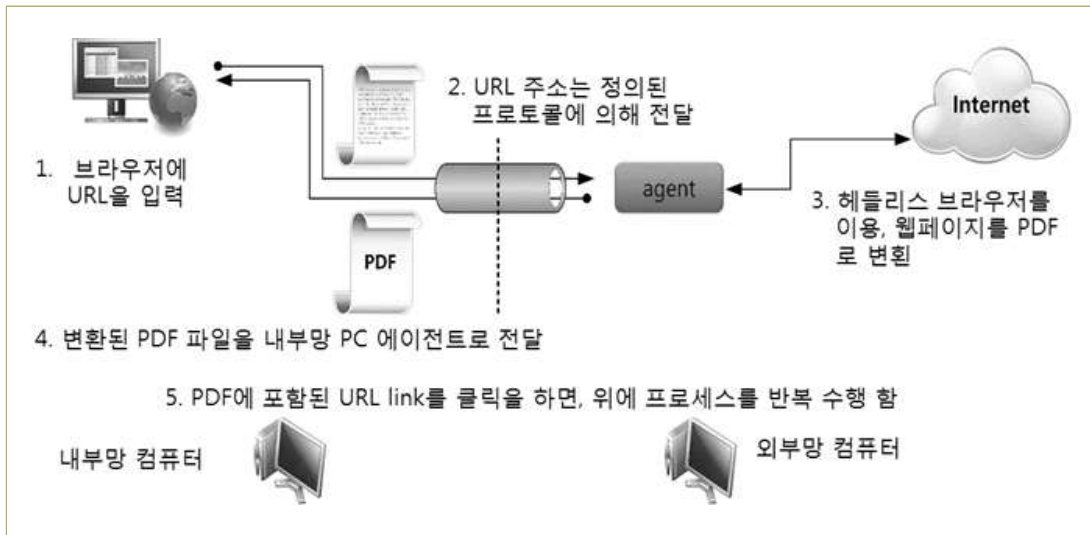 1. 브라우저에
URL을 입력
2. URL 주소는 정의된
프로토콜에 의해 전달
agent
Internet
3. 헤들리스 브라우저를
이용, 웹페이지를 PDF
로 변횐
PDF
4. 변환된 PDF 파일을 내부망 PC 에이전트로 전달
5. PDF에 포함된 URL link를 클릭을 하면, 위에 프로세스를 반복 수행 함
내부망 컴퓨터
외부망 컴퓨터